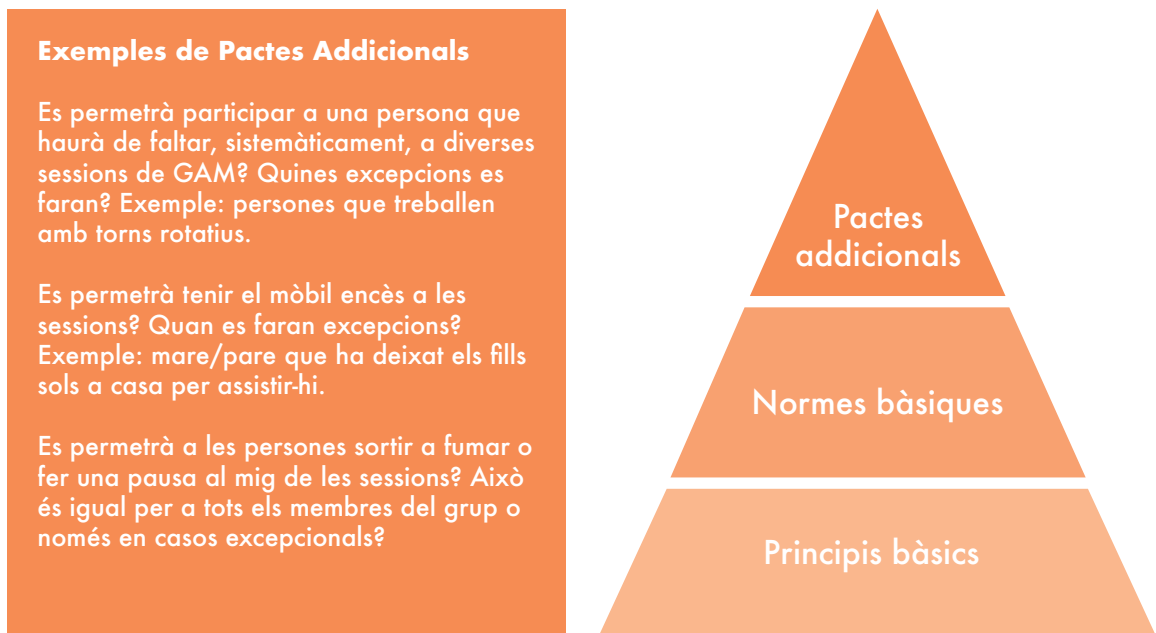 Exemples de Pactes Addicionals
Es permetrà participar a una persona que
haurà de faltar, sistemàticament, a diverses
sessions de GAM? Quines excepcions es
faran? Exemple: persones que treballen
amb torns rotatius.
Es permetrà tenir el mòbil encès a les
sessions? Quan es faran excepcions?
Exemple: mare/pare que ha deixat els fills
sols a casa per assistir-hi.
Es permetrà a les persones sortir a fumar o
fer una pausa al mig de les sessions? Això
és igual per a tots els membres del grup o
només en casos excepcionals?
Pactes
addicionals
Normes bàsiques
Principis bàsics